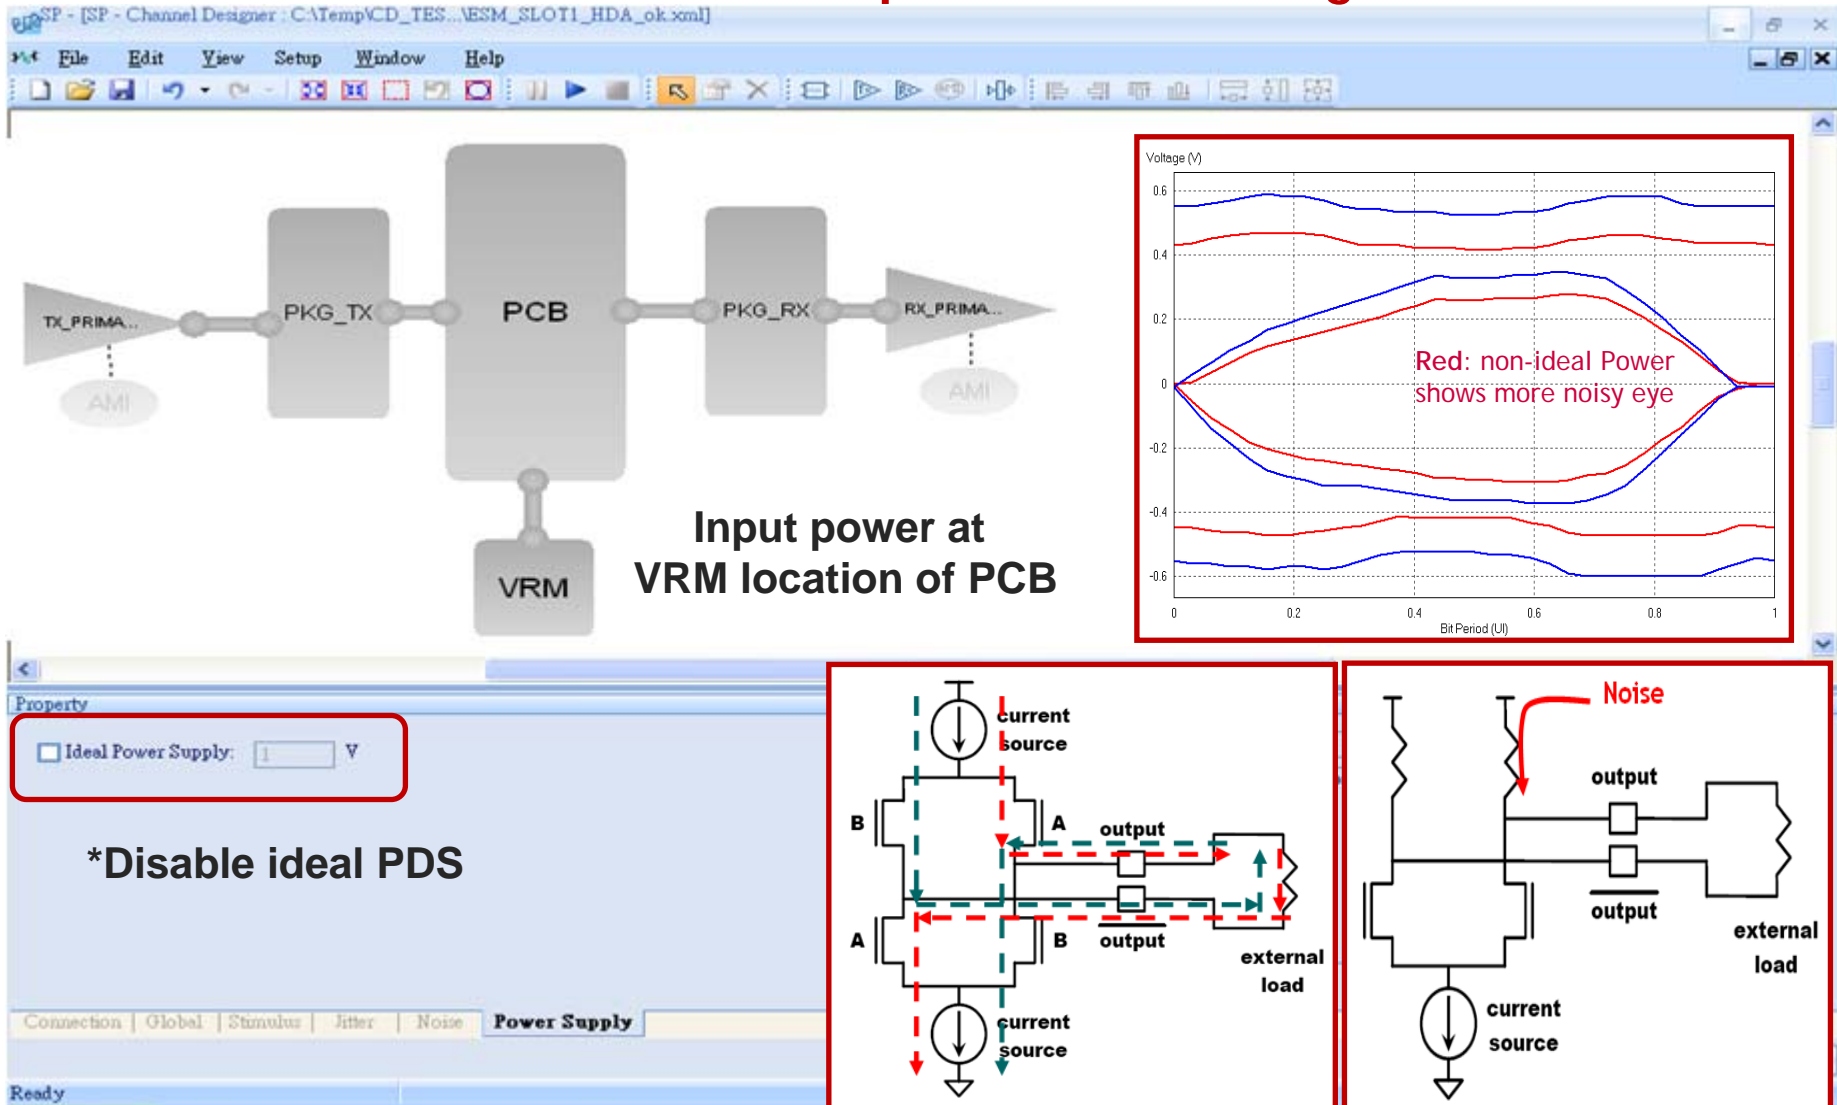 SP - [SP - Channel Designer : C:\Temp\CD_TES...\ESM_SLOT1_HDA_ok.xml]
File Edit View Setup Window Help
TX_PRIMA...
AMI
PKG_TX
PCB
PKG_RX
RX_PRIMA...
AMI
VRM
Input power at
VRM location of PCB
Voltage (V)
0.6
0.4
0.2
0
-0.2
-0.4
-0.6
0 0.2 0.4 0.6 0.8 1
Bit Period (UI)
Red: non-ideal Power
shows more noisy eye
Property
Ideal Power Supply: 1 V
*Disable ideal PDS
Connection | Global | Stimulus | Jitter | Noise Power Supply
Ready
current
source
B
A
output
A
B
output
external
load
current
source
Noise
output
output
external
load
current
source